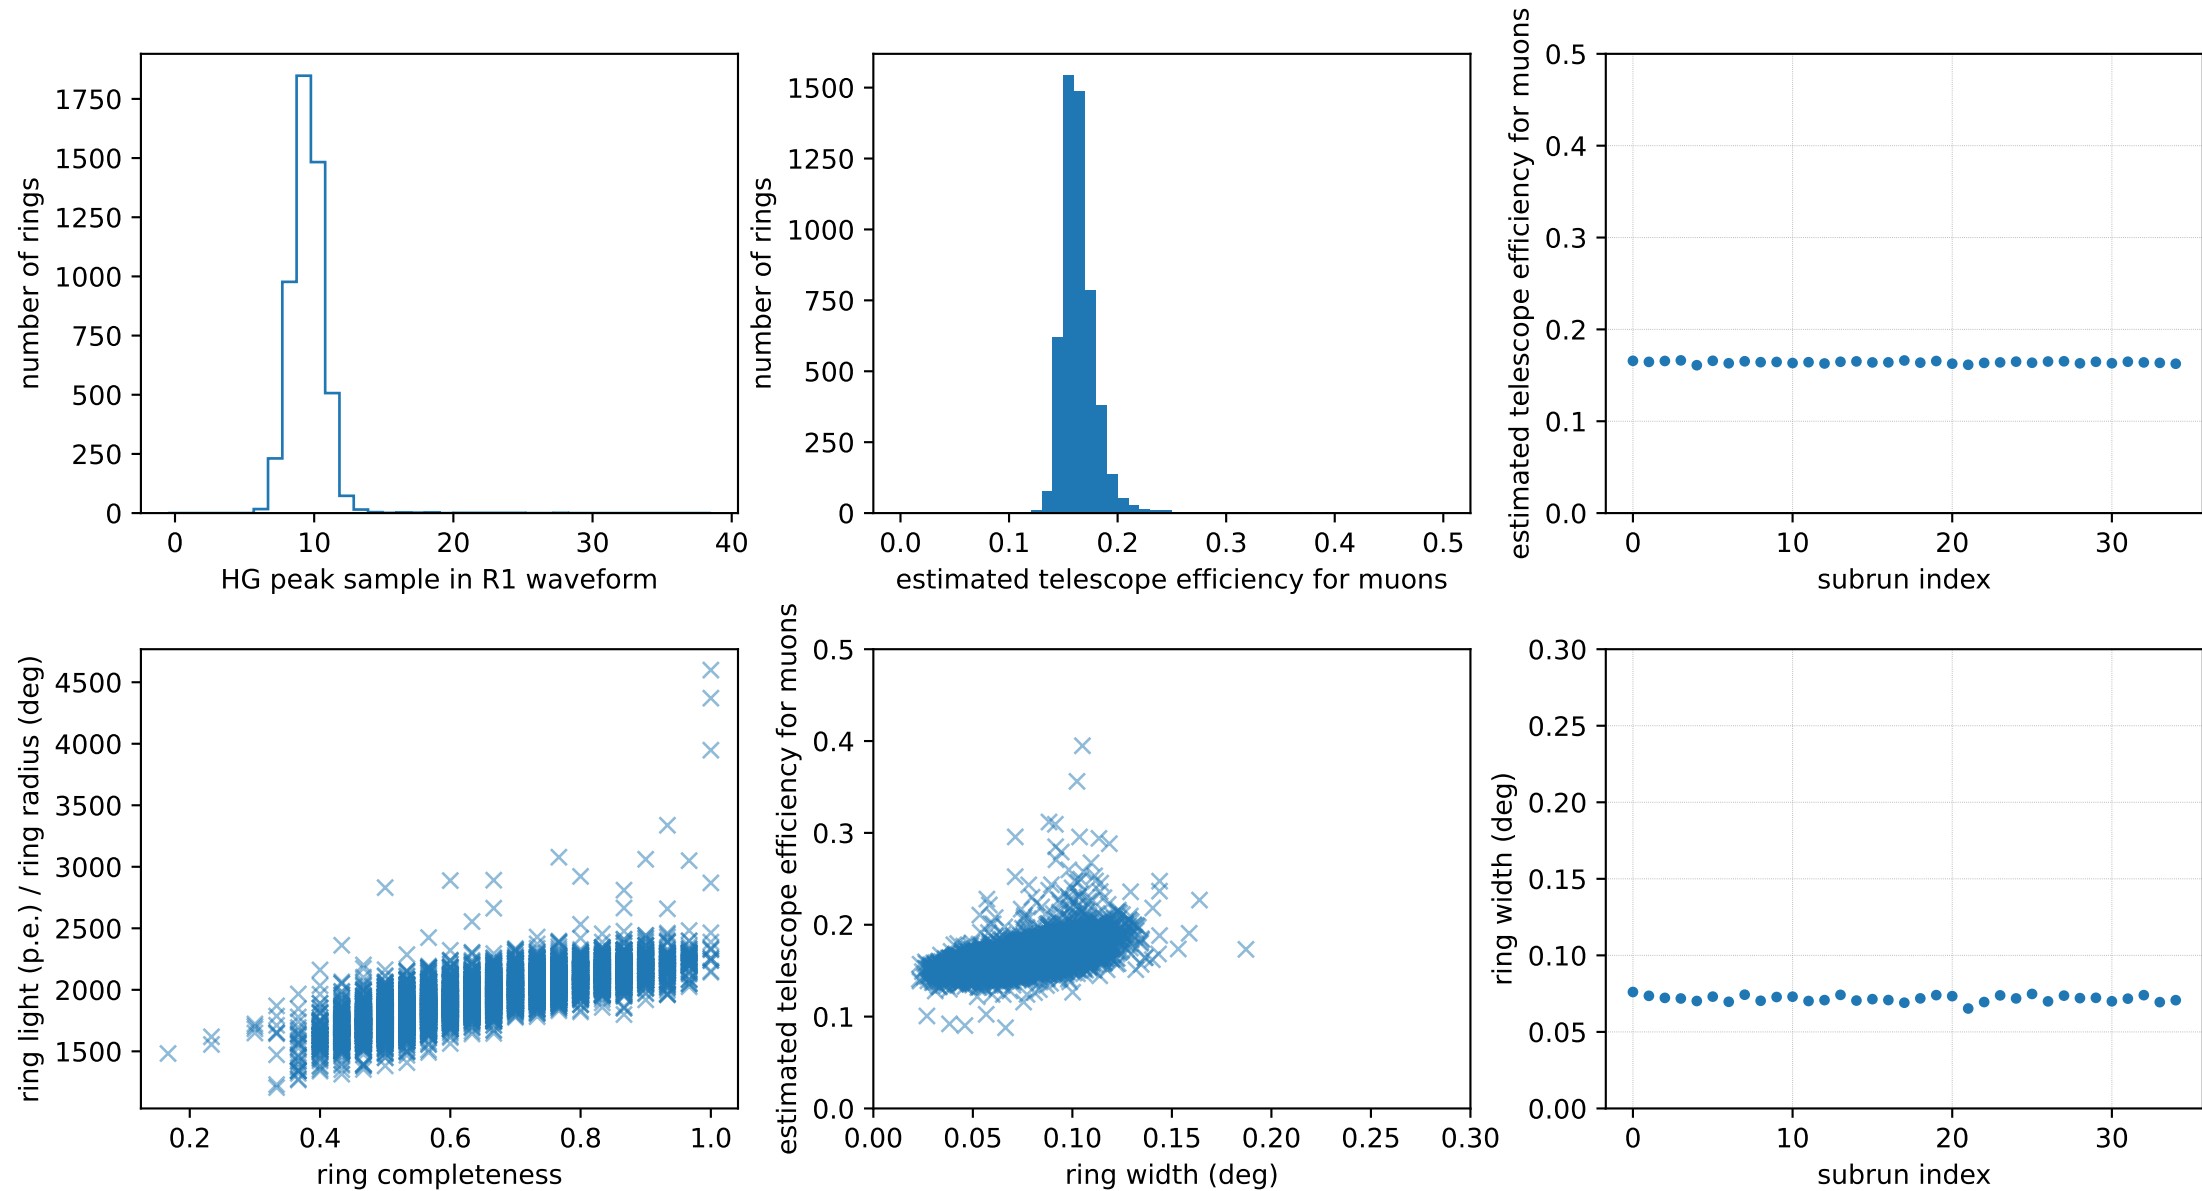 number of rings
1750
1500
1250
1000
750
500
250
0
0 10 20 30 40
HG peak sample in R1 waveform
number of rings
1500
1250
1000
750
500
250
0
0.0 0.1 0.2 0.3 0.4 0.5
estimated telescope efficiency for muons
estimated telescope efficiency for muons
0.5
0.4
0.3
0.2
0.1
0.0
0 10 20 30
subrun index
ring light (p.e.) / ring radius (deg)
4500
4000
3500
3000
2500
2000
1500
0.2 0.4 0.6 0.8 1.0
ring completeness
estimated telescope efficiency for muons
0.5
0.4
0.3
0.2
0.1
0.0
0.00 0.05 0.10 0.15 0.20 0.25 0.30
ring width (deg)
ring width (deg)
0.30
0.25
0.20
0.15
0.10
0.05
0.00
0 10 20 30
subrun index